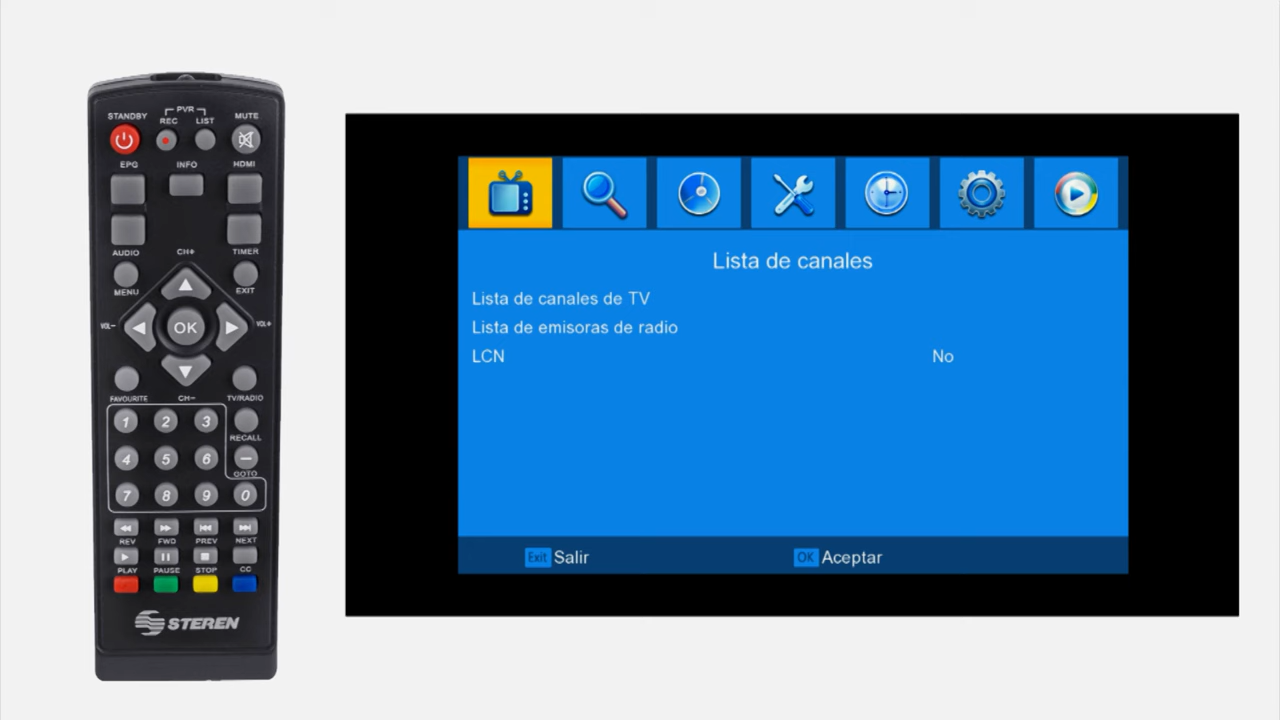 STANDBY
PVR
REC
LIST
MUTE
EPG
INFO
HDMI
AUDIO
CH+
TIMER
MENU
EXIT
VOL-
OK
VOL+
FAVOURITE
CH-
TV/RADIO
1 2 3
RECALL
4 5 6
GOTO
7 8 9 0
REV FWD PREV NEXT
PLAY PAUSE STOP CC
STEREN
Lista de canales
Lista de canales de TV
Lista de emisoras de radio
LCN No
Exit Salir OK Aceptar